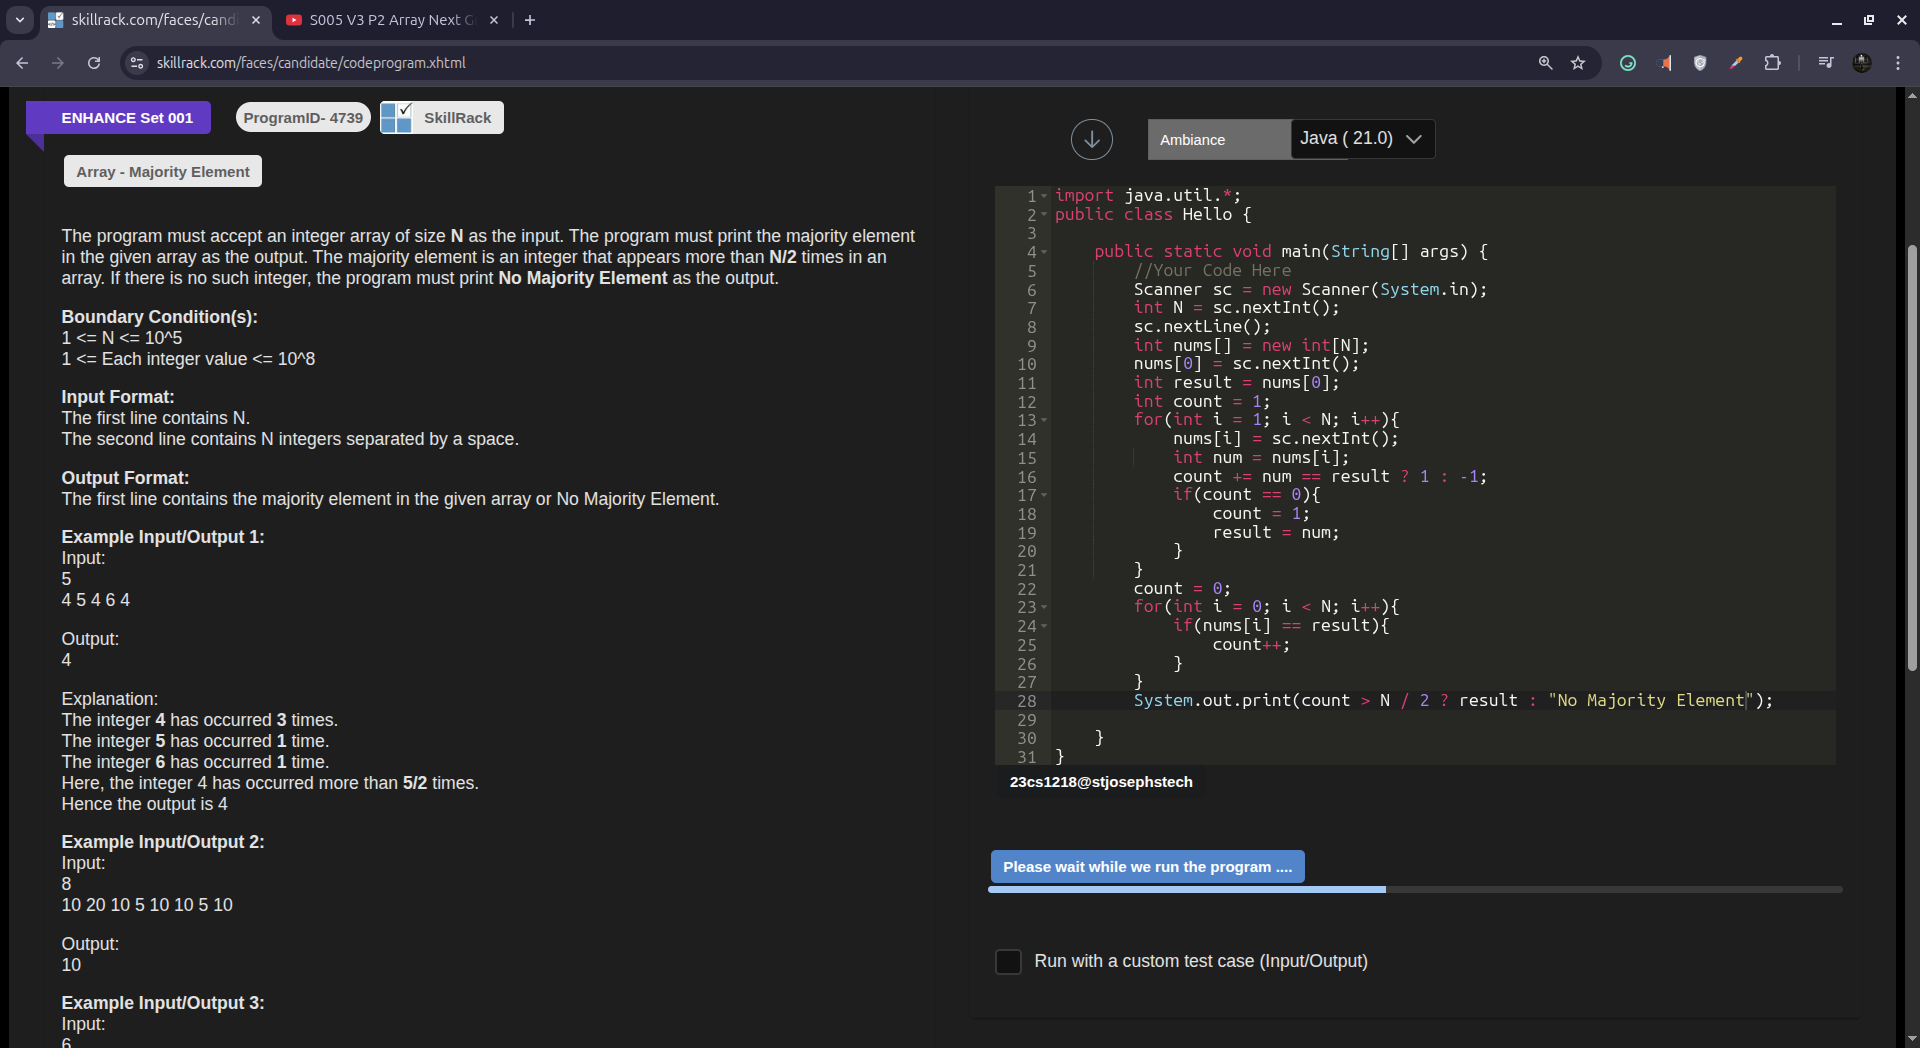 skillrack.com/faces/cand
S005 V3 P2 Array Next G
skillrack.com/faces/candidate/codeprogram.xhtml
ENHANCE Set 001
ProgramID- 4739
SkillRack
Array - Majority Element
The program must accept an integer array of size N as the input. The program must print the majority element
in the given array as the output. The majority element is an integer that appears more than N/2 times in an
array. If there is no such integer, the program must print No Majority Element as the output.
Boundary Condition(s):
1 <= N <= 10^5
1 <= Each integer value <= 10^8
Input Format:
The first line contains N.
The second line contains N integers separated by a space.
Output Format:
The first line contains the majority element in the given array or No Majority Element.
Example Input/Output 1:
Input:
5
4 5 4 6 4
Output:
4
Explanation:
The integer 4 has occurred 3 times.
The integer 5 has occurred 1 time.
The integer 6 has occurred 1 time.
Here, the integer 4 has occurred more than 5/2 times.
Hence the output is 4
Example Input/Output 2:
Input:
8
10 20 10 5 10 10 5 10
Output:
10
Example Input/Output 3:
Input:
6
Ambiance
Java ( 21.0)
1 import java.util.*;
2 public class Hello {
3
4 public static void main(String[] args) {
5 //Your Code Here
6 Scanner sc = new Scanner(System.in);
7 int N = sc.nextInt();
8 sc.nextLine();
9 int nums[] = new int[N];
10 nums[0] = sc.nextInt();
11 int result = nums[0];
12 int count = 1;
13 for(int i = 1; i < N; i++){
14 nums[i] = sc.nextInt();
15 int num = nums[i];
16 count += num == result ? 1 : -1;
17 if(count == 0){
18 count = 1;
19 result = num;
20 }
21 }
22 count = 0;
23 for(int i = 0; i < N; i++){
24 if(nums[i] == result){
25 count++;
26 }
27 }
28 System.out.print(count > N / 2 ? result : "No Majority Element");
29
30 }
31 }
23cs1218@stjosephstech
Please wait while we run the program ....
Run with a custom test case (Input/Output)